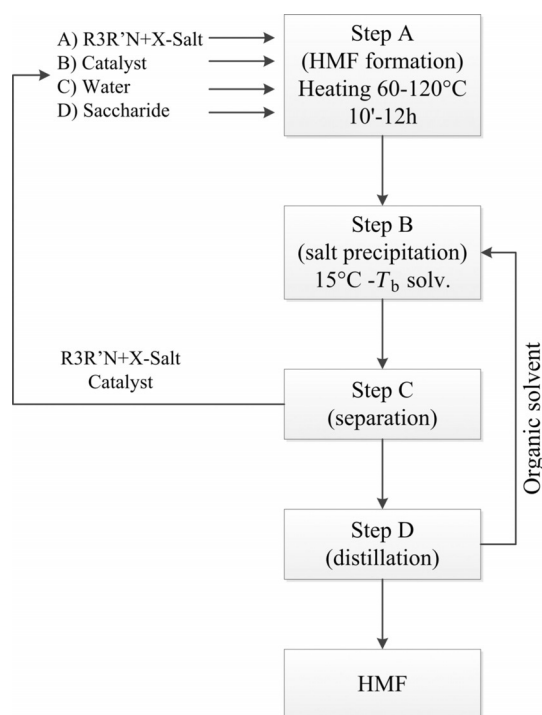 A) R3R’N+X-Salt
B) Catalyst
C) Water
D) Saccharide
Step A
(HMF formation)
Heating 60-120°C
10'-12h
Step B
(salt precipitation)
15°C -Tb solv.
R3R’N+X-Salt
Catalyst
Step C
(separation)
Organic solvent
Step D
(distillation)
HMF